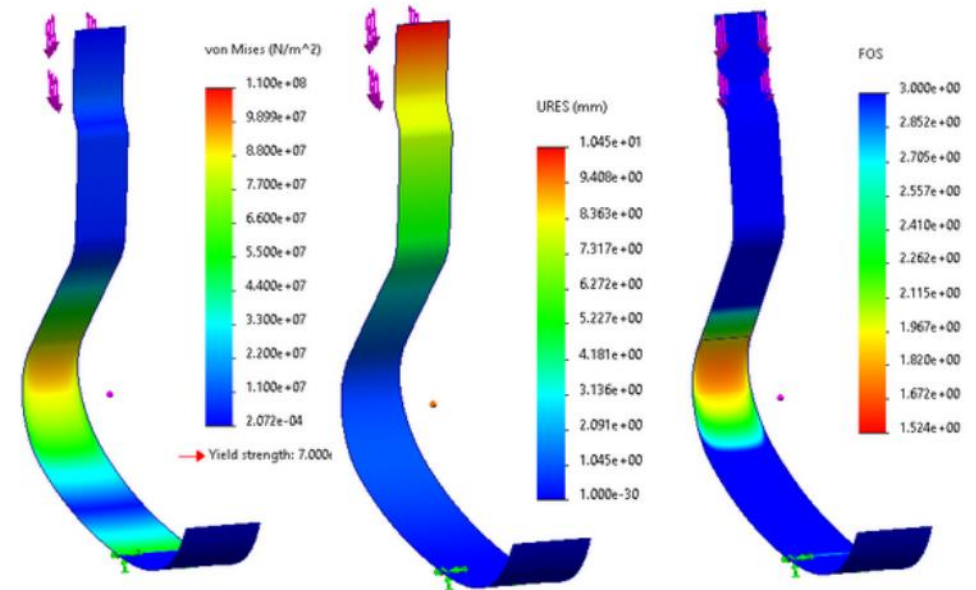 von Mises (N/m^2)
1.100e+08
9.899e+07
8.800e+07
7.700e+07
6.600e+07
5.500e+07
4.400e+07
3.300e+07
2.200e+07
1.100e+07
2.072e-04
Yield strength: 7.000
URES (mm)
1.045e+01
9.408e+00
8.363e+00
7.317e+00
6.272e+00
5.227e+00
4.181e+00
3.136e+00
2.091e+00
1.045e+00
1.000e-30
FOS
3.000e+00
2.852e+00
2.705e+00
2.557e+00
2.410e+00
2.262e+00
2.115e+00
1.967e+00
1.820e+00
1.672e+00
1.524e+00